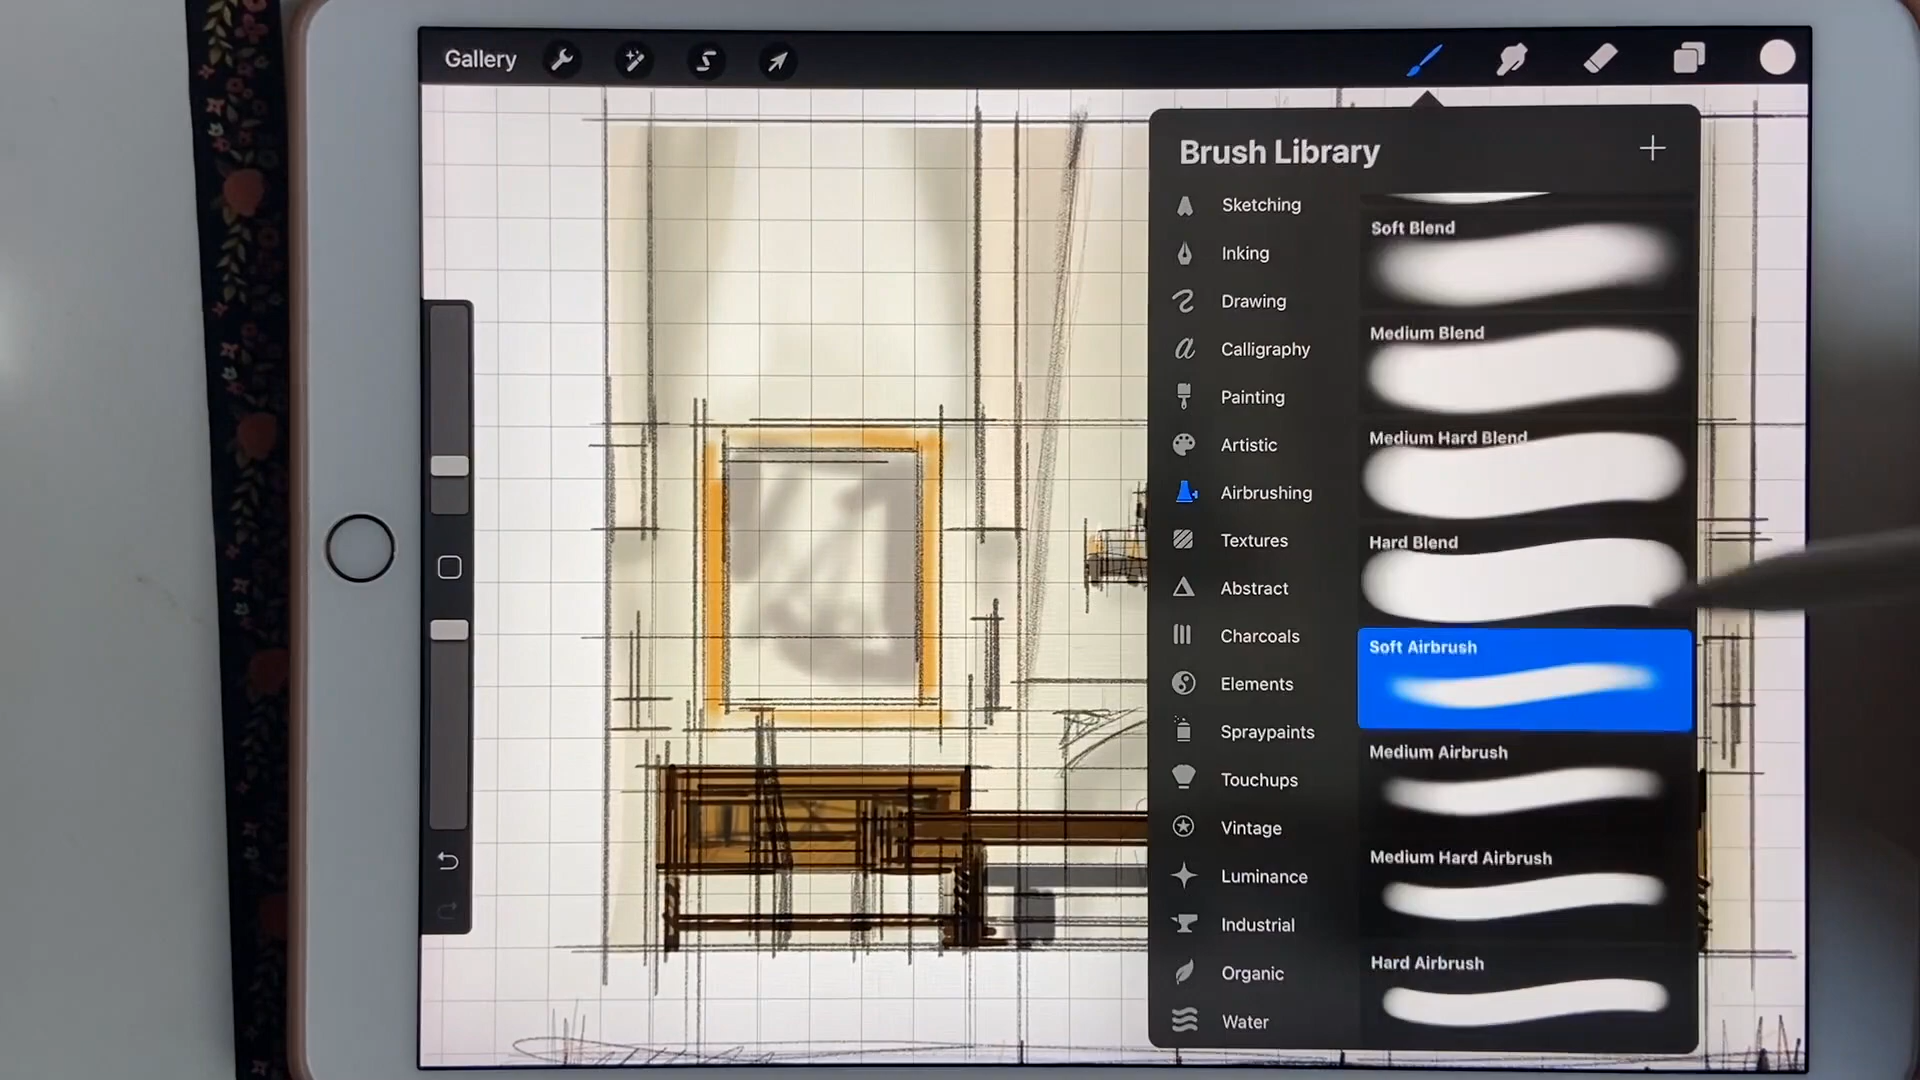 Gallery
Brush Library
Sketching
Inking
Drawing
Calligraphy
Painting
Artistic
Airbrushing
Textures
Abstract
Charcoals
Elements
Spraypaints
Touchups
Vintage
Luminance
Industrial
Organic
Water
Soft Blend
Medium Blend
Medium Hard Blend
Hard Blend
Soft Airbrush
Medium Airbrush
Medium Hard Airbrush
Hard Airbrush